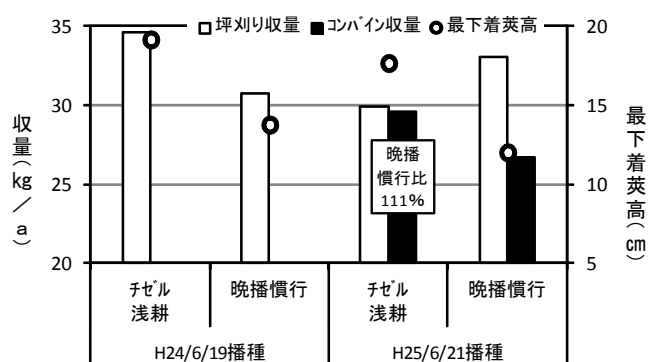 坪刈り収量 コンバイン収量 最下着莢高
35
30
25
20
収量（kg／a）
20
15
10
5
最下着莢高（cm）
晩播
慣行比
111%
チゼル
浅耕
晩播慣行
チゼル
浅耕
晩播慣行
H24/6/19播種
H25/6/21播種